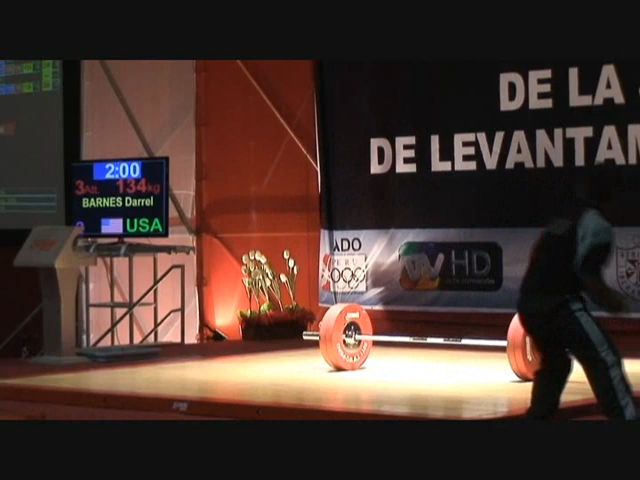 2:00
3Att. 134kg
BARNES Darrel
USA
DE LA
DE LEVANTAM
ADO
PERU
HD